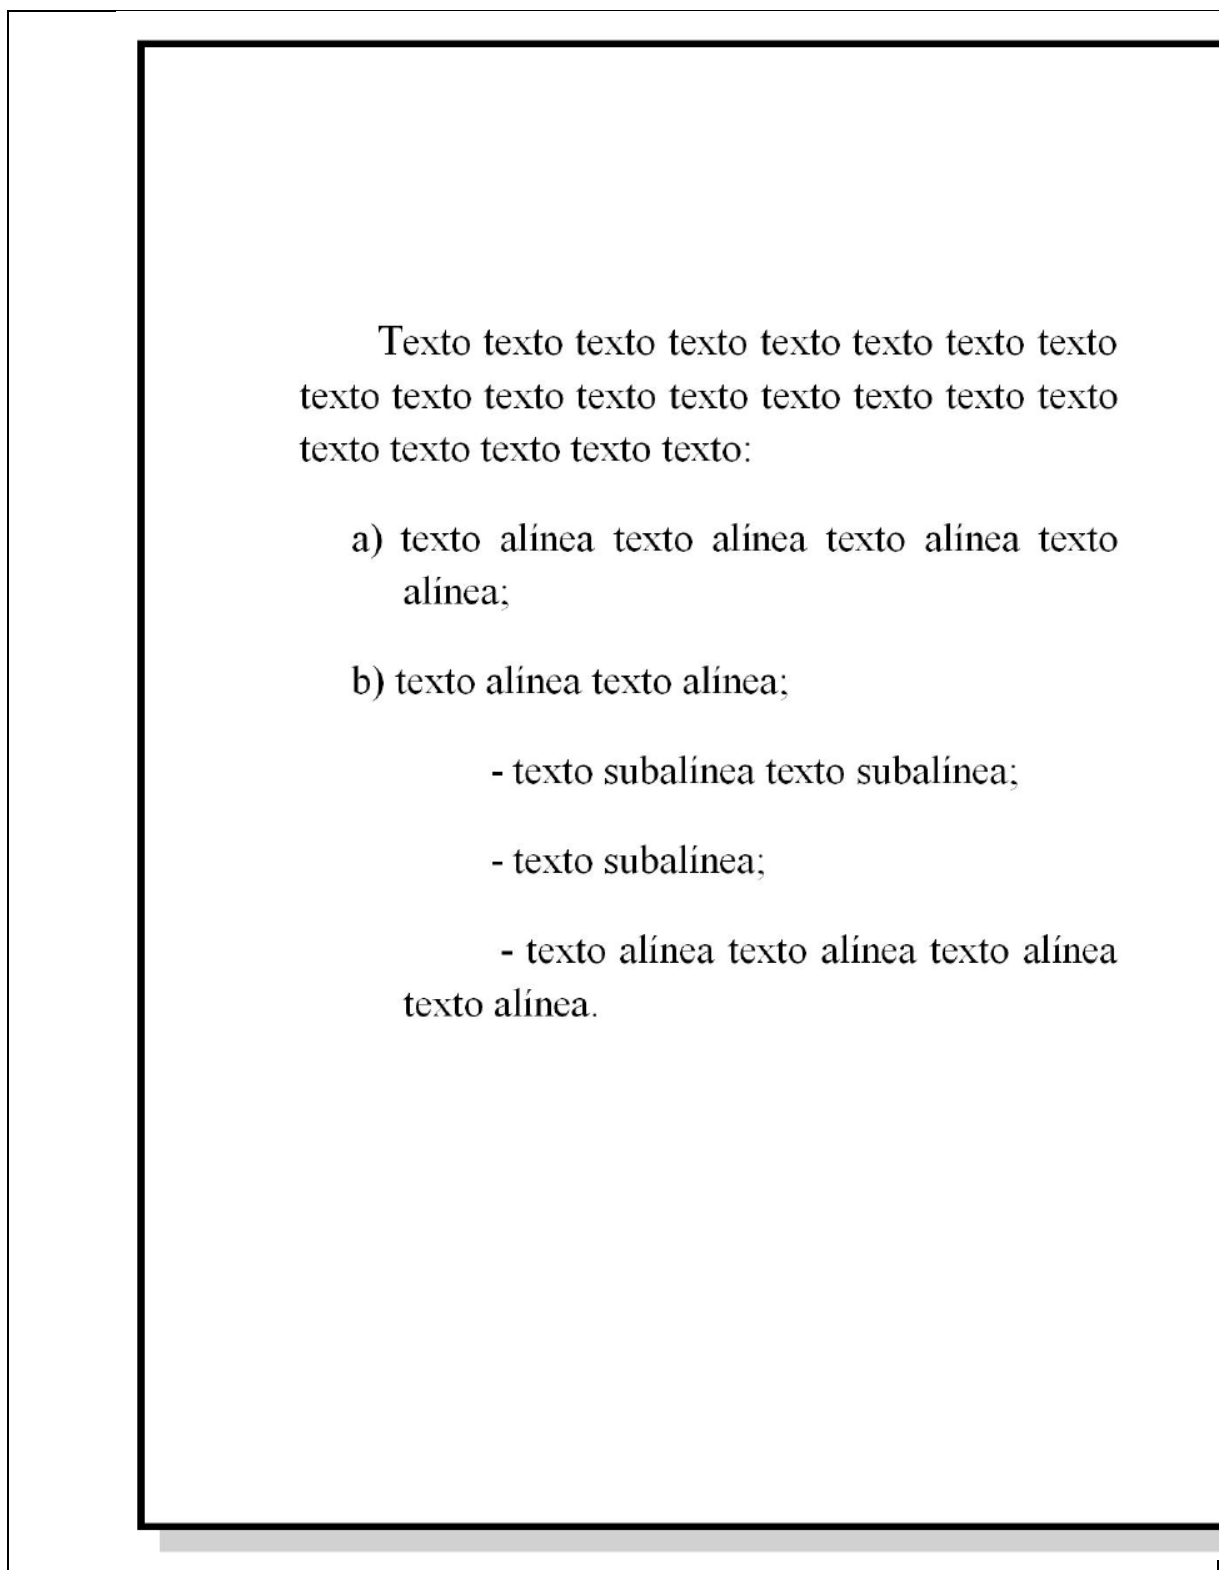 Texto texto texto texto texto texto texto texto
texto texto texto texto texto texto texto texto texto
texto texto texto texto texto:
a) texto alínea texto alínea texto alínea texto
alínea;
b) texto alínea texto alínea;
- texto subalínea texto subalínea;
- texto subalínea;
- texto alínea texto alínea texto alínea
texto alínea.